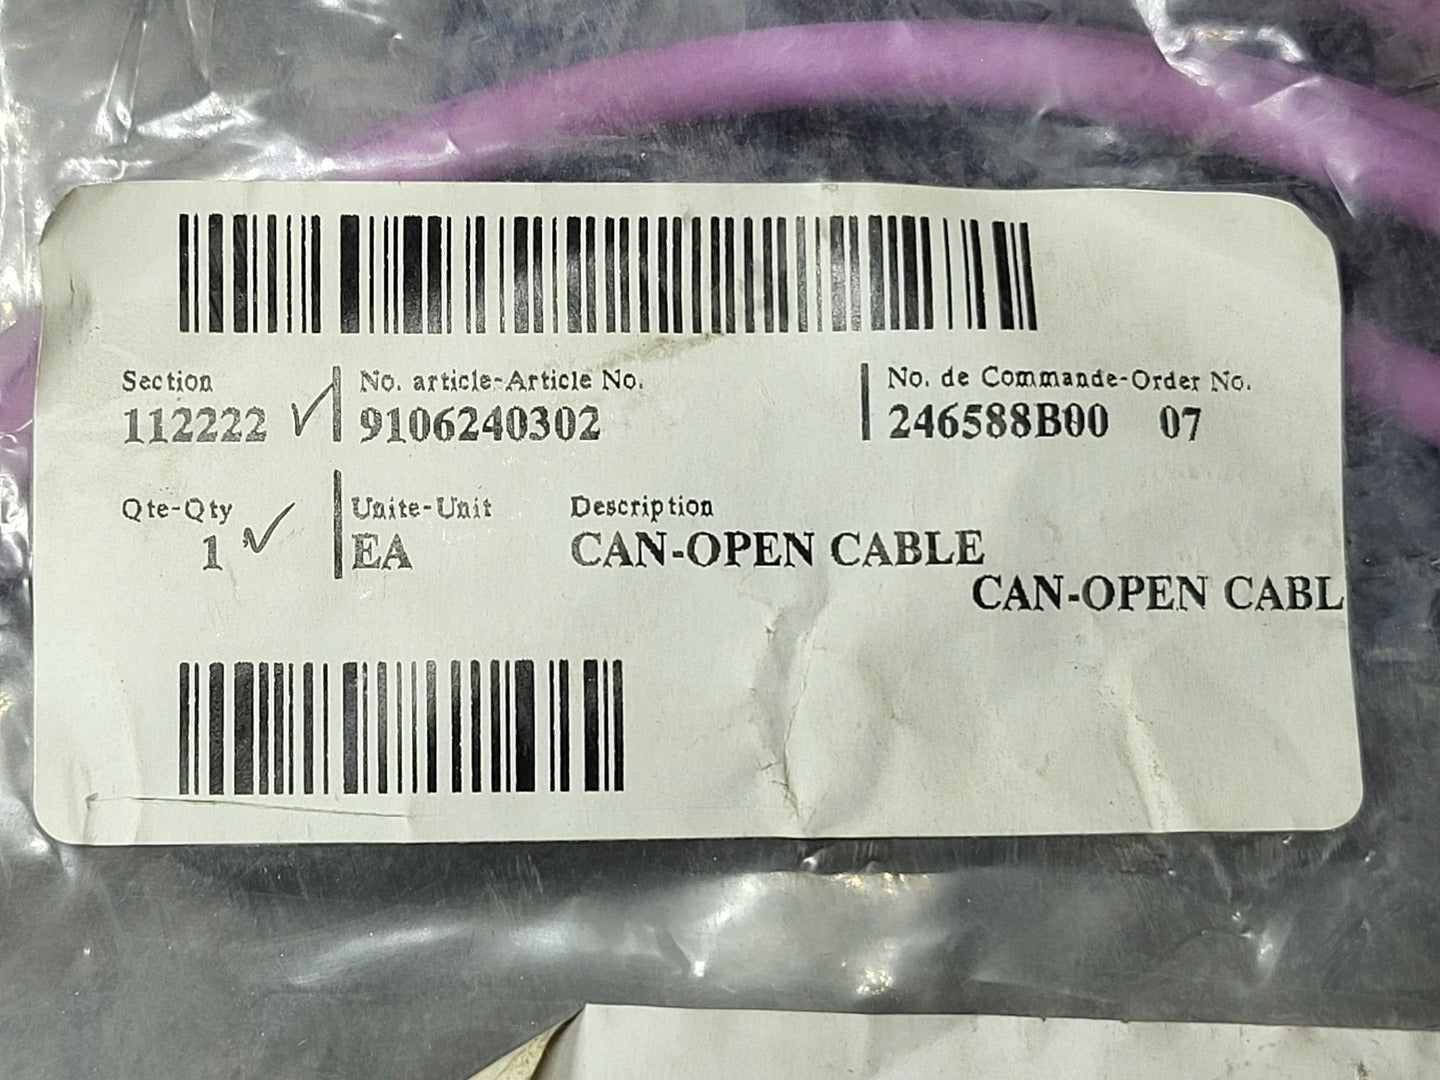 Section No. article-Article No. No. de Commande-Order No.
112222 9106240302 246588B00 07
Qte-Qty Unite-Unit Description
1 EA CAN-OPEN CABLE
CAN-OPEN CABL